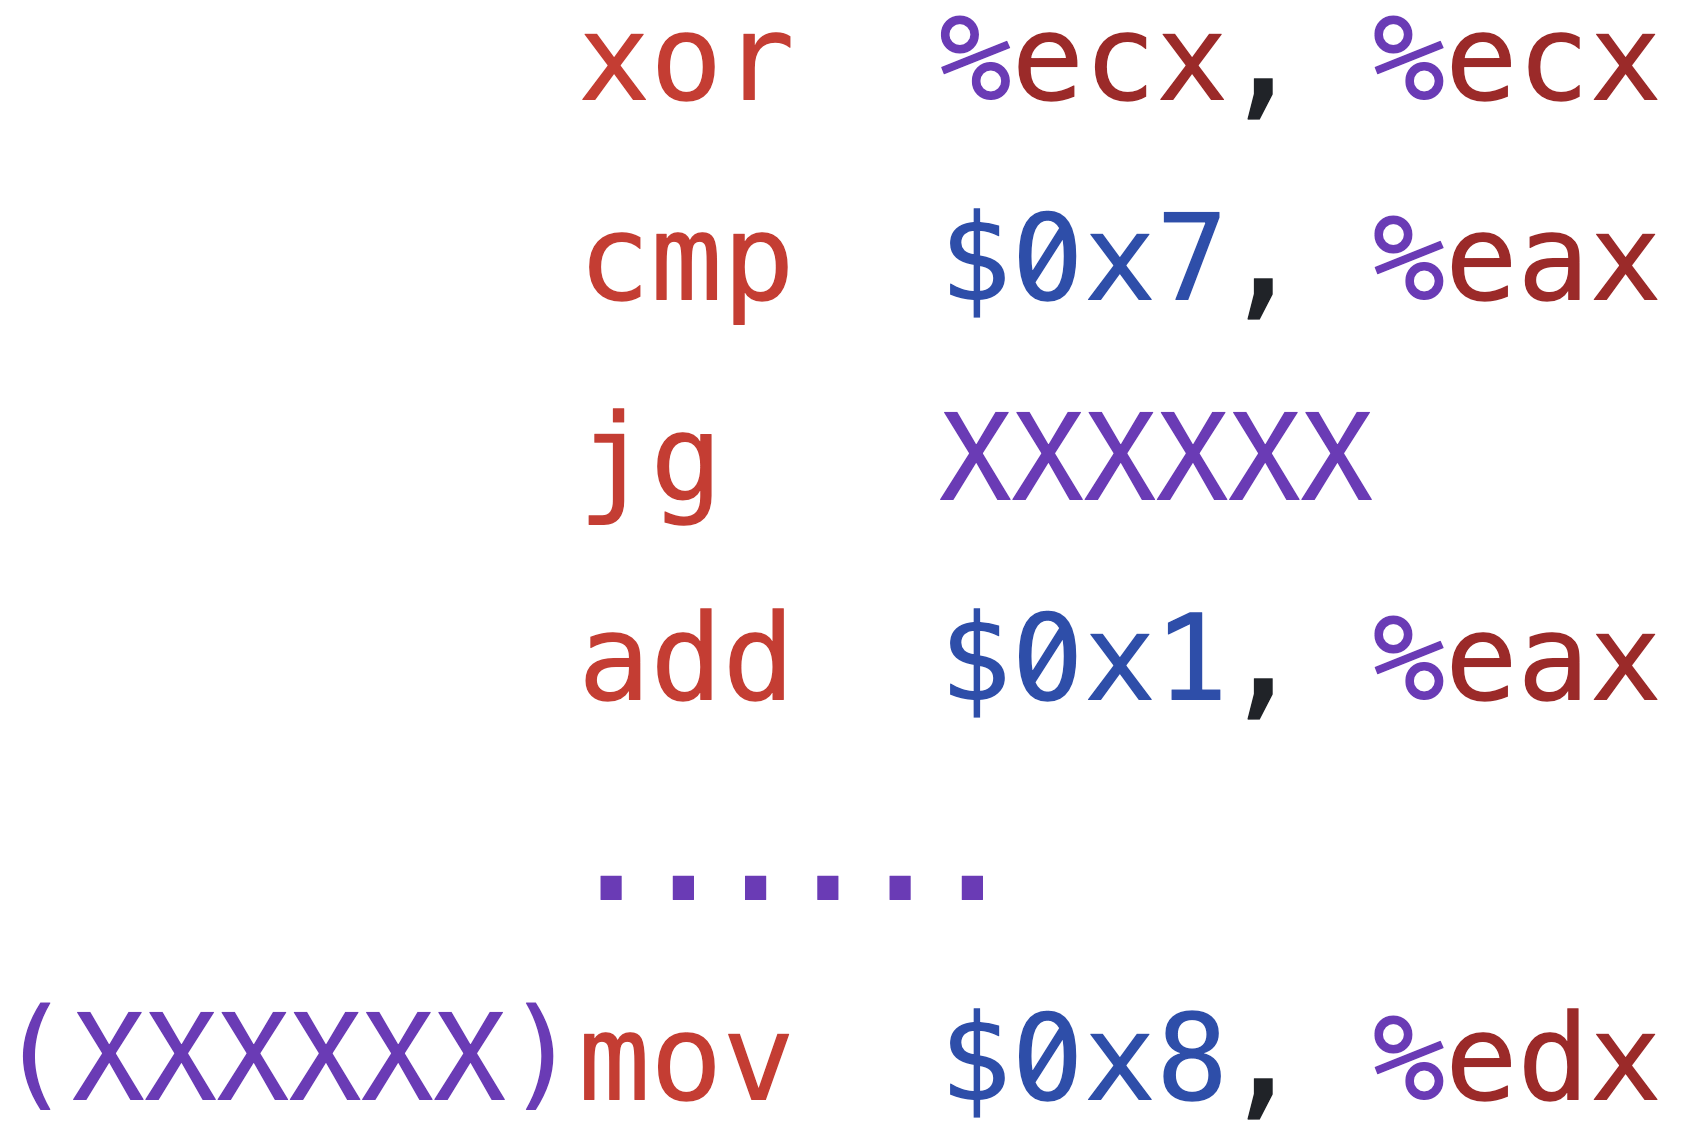 xor %ecx, %ecx
cmp $0x7, %eax
jg XXXXXX
add $0x1, %eax
......
(XXXXXX)mov $0x8, %edx